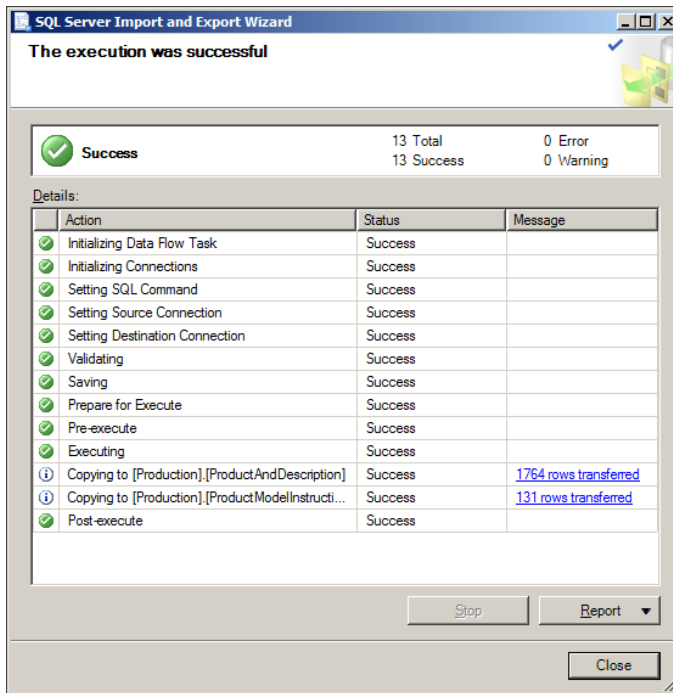 SQL Server Import and Export Wizard
The execution was successful
Success
13 Total
0 Error
13 Success
0 Warning
Details:
Action Status Message
Initializing Data Flow Task Success
Initializing Connections Success
Setting SQL Command Success
Setting Source Connection Success
Setting Destination Connection Success
Validating Success
Saving Success
Prepare for Execute Success
Pre-execute Success
Executing Success
Copying to [Production].[ProductAndDescription] Success 1764 rows transferred
Copying to [Production].[ProductModelInstructi... Success 131 rows transferred
Post-execute Success
Stop
Report
Close